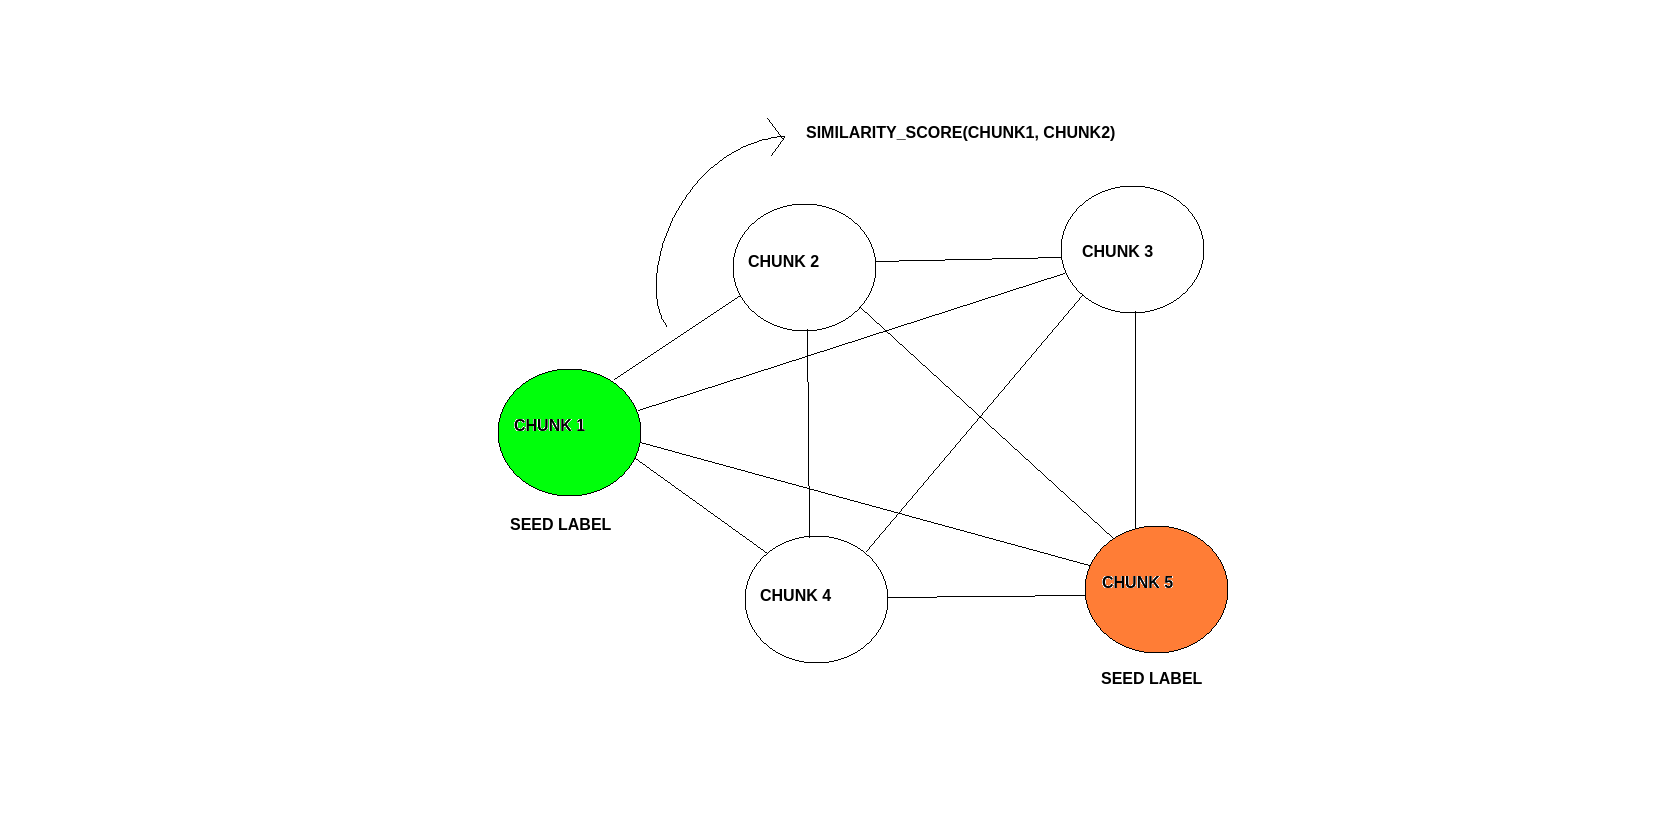 SIMILARITY_SCORE(CHUNK1, CHUNK2)
CHUNK 2
CHUNK 3
CHUNK 1
SEED LABEL
CHUNK 4
CHUNK 5
SEED LABEL